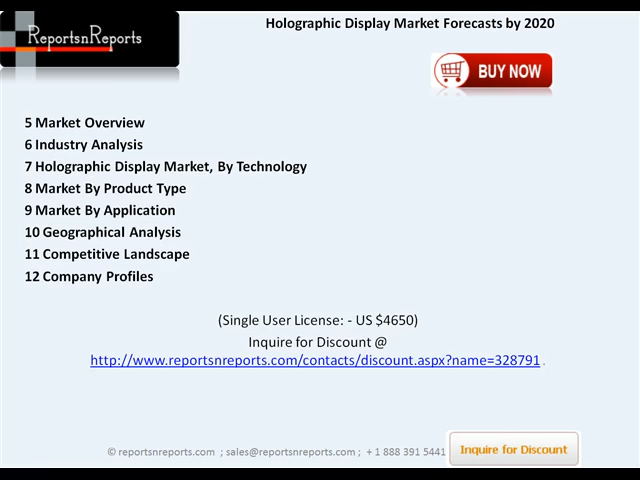 ReportsnReports
Holographic Display Market Forecasts by 2020
BUY NOW
5 Market Overview
6 Industry Analysis
7 Holographic Display Market, By Technology
8 Market By Product Type
9 Market By Application
10 Geographical Analysis
11 Competitive Landscape
12 Company Profiles
(Single User License: - US $4650)
Inquire for Discount @
http://www.reportsnreports.com/contacts/discount.aspx?name=328791 .
© reportsnreports.com ; sales@reportsnreports.com ; + 1 888 391 5441
Inquire for Discount